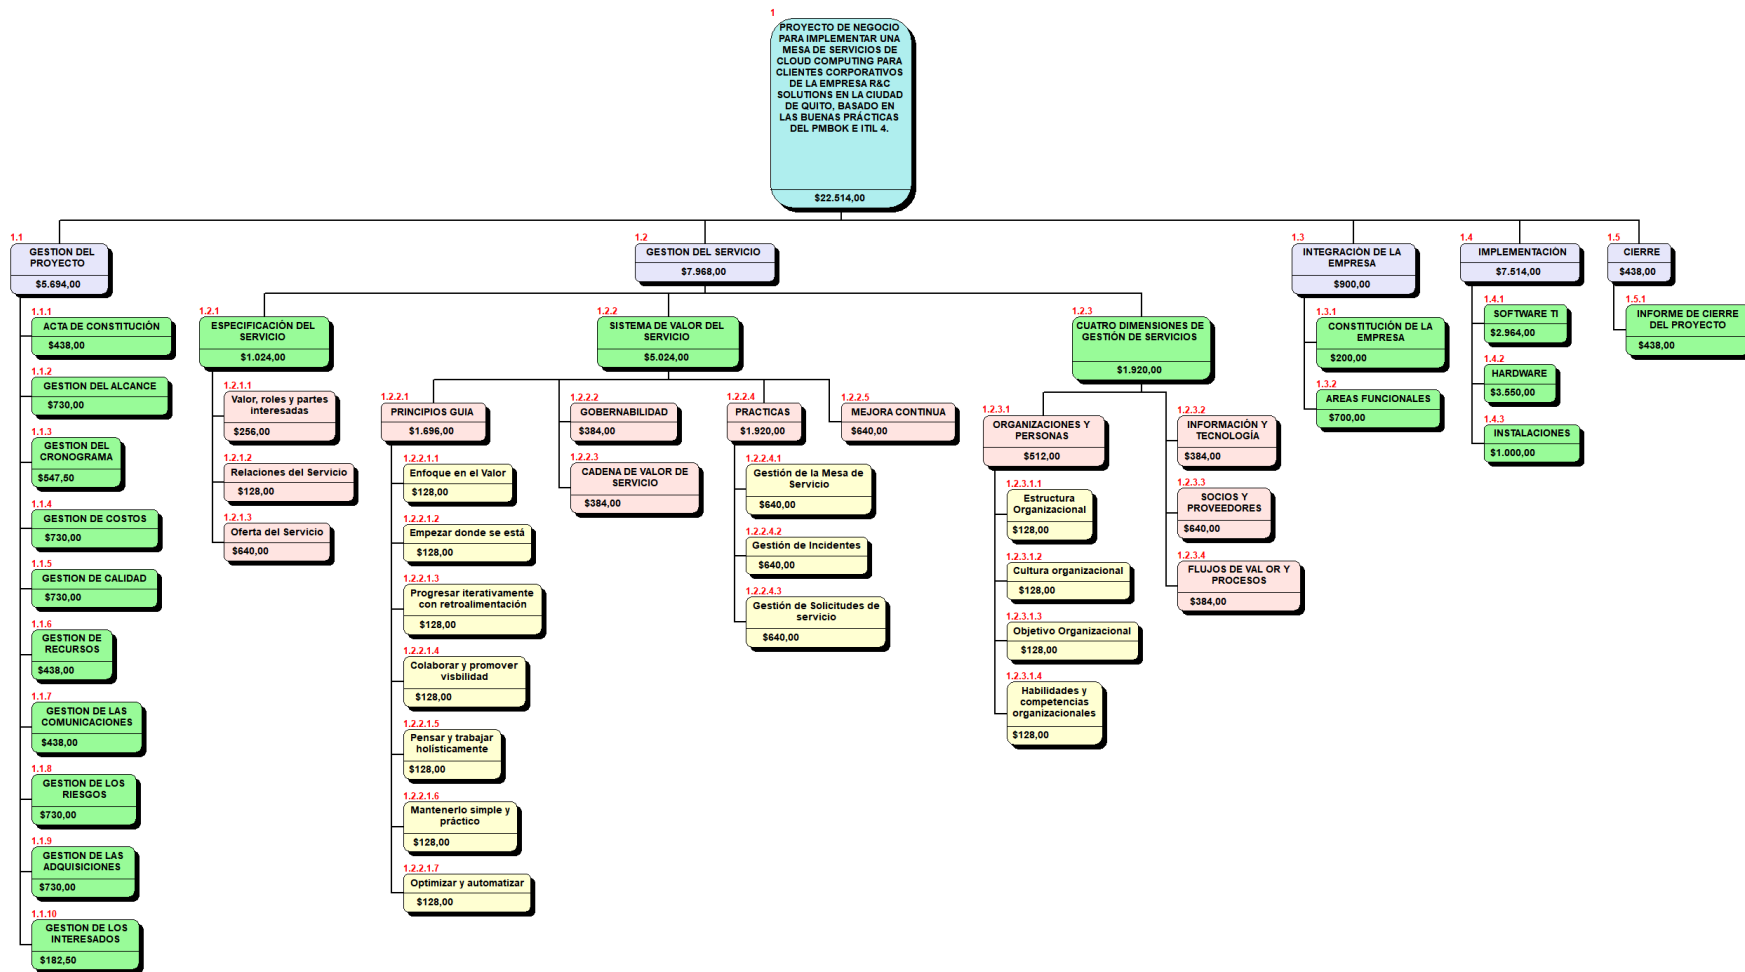 1
PROYECTO DE NEGOCIO
PARA IMPLEMENTAR UNA
MESA DE SERVICIOS DE
CLOUD COMPUTING PARA
CLIENTES CORPORATIVOS
DE LA EMPRESA R&C
SOLUTIONS EN LA CIUDAD
DE QUITO, BASADO EN
LAS BUENAS PRÁCTICAS
DEL PMBOK E ITIL 4.
$22.514,00
1.1
GESTION DEL
PROYECTO
$5.694,00
1.1.1
ACTA DE CONSTITUCIÓN
$438,00
1.1.2
GESTION DEL ALCANCE
$730,00
1.1.3
GESTION DEL
CRONOGRAMA
$547,50
1.1.4
GESTION DE COSTOS
$730,00
1.1.5
GESTION DE CALIDAD
$730,00
1.1.6
GESTION DE
RECURSOS
$438,00
1.1.7
GESTION DE LAS
COMUNICACIONES
$438,00
1.1.8
GESTION DE LOS
RIESGOS
$730,00
1.1.9
GESTION DE LAS
ADQUISICIONES
$730,00
1.1.10
GESTION DE LOS
INTERESADOS
$182,50
1.2
GESTION DEL SERVICIO
$7.968,00
1.2.1
ESPECIFICACIÓN DEL
SERVICIO
$1.024,00
1.2.1.1
Valor, roles y partes
interesadas
$256,00
1.2.1.2
Relaciones del Servicio
$128,00
1.2.1.3
Oferta del Servicio
$640,00
1.2.2
SISTEMA DE VALOR DEL
SERVICIO
$5.024,00
1.2.2.1
PRINCIPIOS GUIA
$1.696,00
1.2.2.1.1
Enfoque en el Valor
$128,00
1.2.2.1.2
Empezar donde se está
$128,00
1.2.2.1.3
Progresar iterativamente
con retroalimentación
$128,00
1.2.2.1.4
Colaborar y promover
visbilidad
$128,00
1.2.2.1.5
Pensar y trabajar
holisticamente
$128,00
1.2.2.1.6
Mantenerlo simple y
práctico
$128,00
1.2.2.1.7
Optimizar y automatizar
$128,00
1.2.2.2
GOBERNABILIDAD
$384,00
1.2.2.3
CADENA DE VALOR DE
SERVICIO
$384,00
1.2.2.4
PRACTICAS
$1.920,00
1.2.2.4.1
Gestión de la Mesa de
Servicio
$640,00
1.2.2.4.2
Gestión de Incidentes
$640,00
1.2.2.4.3
Gestión de Solicitudes de
servicio
$640,00
1.2.2.5
MEJORA CONTINUA
$640,00
1.2.3
CUATRO DIMENSIONES DE
GESTIÓN DE SERVICIOS
$1.920,00
1.2.3.1
ORGANIZACIONES Y
PERSONAS
$512,00
1.2.3.1.1
Estructura
Organizacional
$128,00
1.2.3.1.2
Cultura organizacional
$128,00
1.2.3.1.3
Objetivo Organizacional
$128,00
1.2.3.1.4
Habilidades y
competencias
organizacionales
$128,00
1.2.3.2
INFORMACIÓN Y
TECNOLOGÍA
$384,00
1.2.3.3
SOCIOS Y
PROVEEDORES
$640,00
1.2.3.4
FLUJOS DE VALOR Y
PROCESOS
$384,00
1.3
INTEGRACIÓN DE LA
EMPRESA
$900,00
1.3.1
CONSTITUCIÓN DE LA
EMPRESA
$200,00
1.3.2
AREAS FUNCIONALES
$700,00
1.4
IMPLEMENTACIÓN
$7.514,00
1.4.1
SOFTWARE TI
$2.964,00
1.4.2
HARDWARE
$3.550,00
1.4.3
INSTALACIONES
$1.000,00
1.5
CIERRE
$438,00
1.5.1
INFORME DE CIERRE
DEL PROYECTO
$438,00